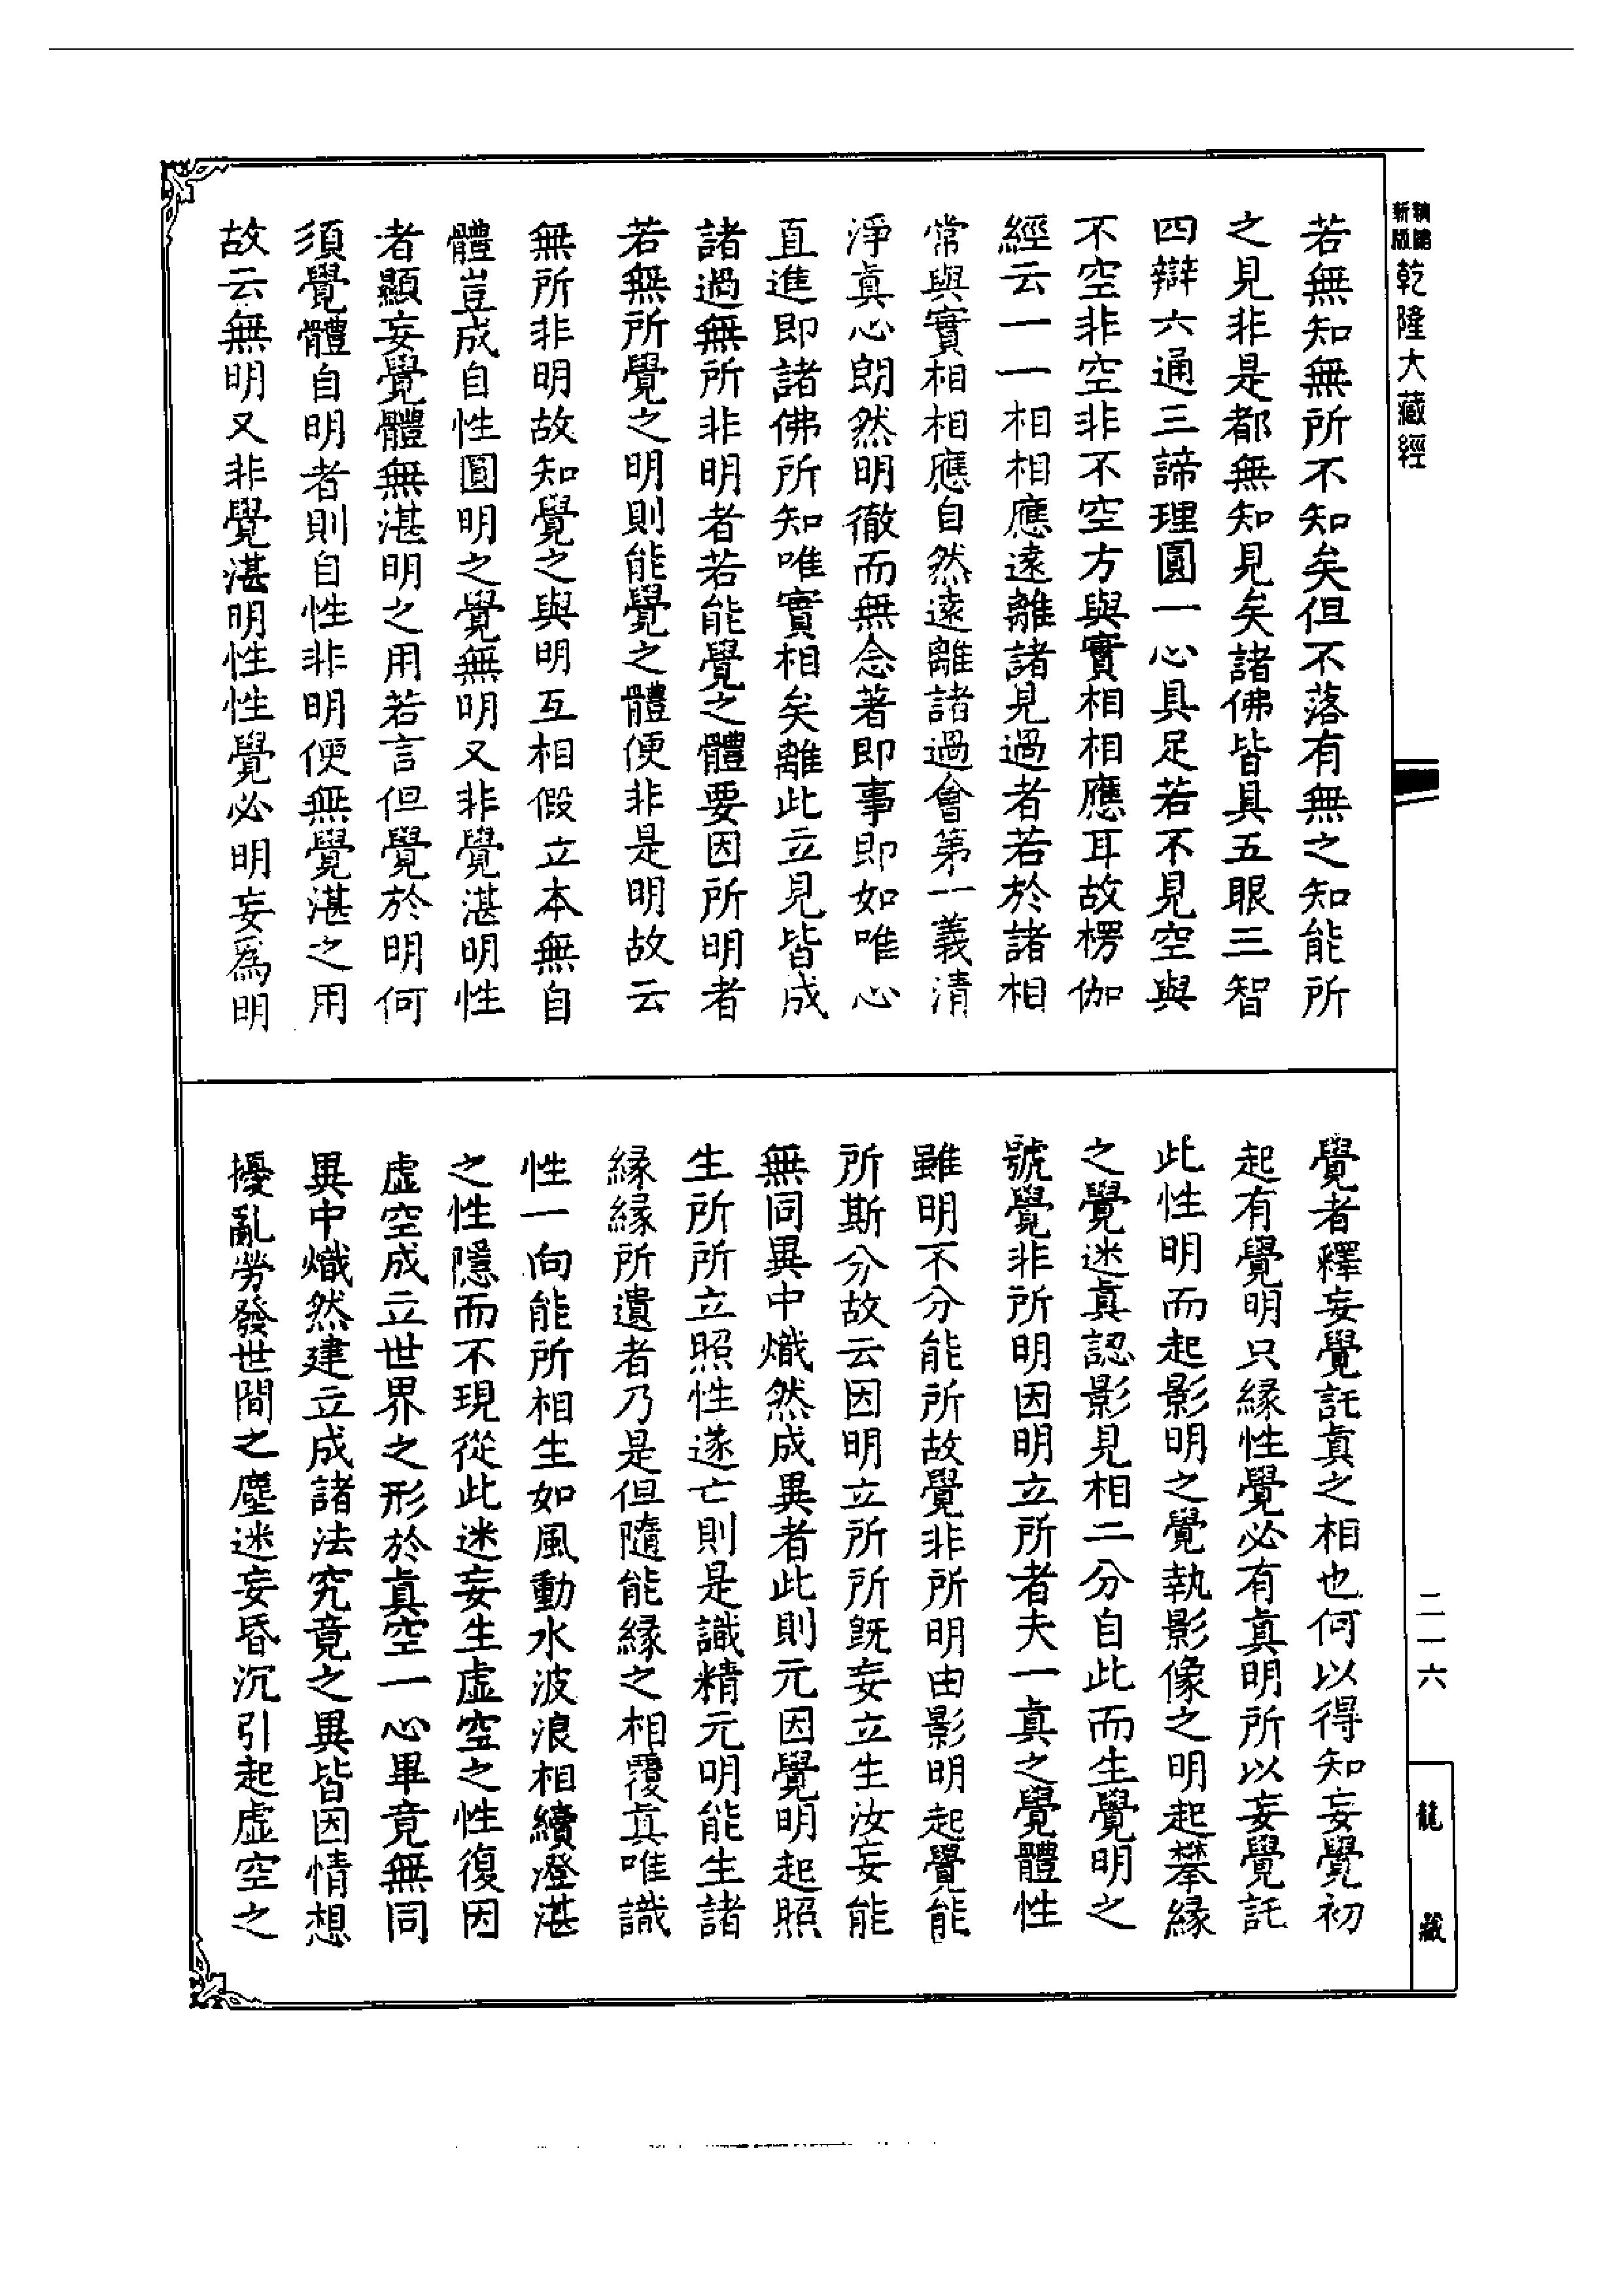 新版
乾隆大藏經
若無知無所不知矣但不落有無之知能所
之見非是都無知見矣諸佛皆具五眼三智
四辯六通三諦理圓一心具足若不見空與
不空非空非不空方與實相相應耳故楞伽
經云一一相相應遠離諸見過者若於諸相
常與實相相應自然遠離諸過會第一義清
淨真心朗然明徹而無念著即事即如唯心
直進即諸佛所知唯實相矣離此立見皆成
諸過無所非明者若能覺之體要因所明者
若無所覺之明則能覺之體便非是明故云
無所非明故知覺之與明互相假立本無自
體豈成自性圓明之覺無明又非覺湛明性
者顯妄覺體無湛明之用若言但覺於明何
須覺體自明者則自性非明便無覺湛之用
故云無明又非覺湛明性性覺必明妄為明
覺者釋妄覺託真之相也何以得知妄覺初
起有覺明只緣性覺必有真明所以妄覺託
此性明而起影明之覺執影像之明起攀緣
之覺迷真認影見相二分自此而生覺明之
號覺非所明因明立所者夫一真之覺體性
雖明不分能所故覺非所明由影明起覺能
所斯分故云因明立所所既妄立生汝妄能
無同異中熾然成異者此則元因覺明起照
生所所立照性遂亡則是識精元明能生諸
緣緣所遺者乃是但隨能緣之相覆真唯識
性一向能所相生如風動水波浪相續澄湛
之性隱而不現從此迷妄生虛空之性復因
虛空成立世界之形於真空一心畢竟無同
異中熾然建立成諸法究竟之異皆因情想
擾亂勞發世間之塵迷妄昏沉引起虛空之
二一六
龍藏